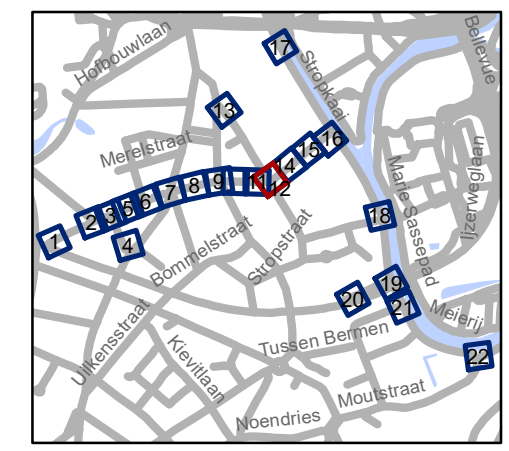 Hofbouwlaan
17
Stropkaai
Bellevue
13
Merelstraat
16
15
14
Ijzerweglaan
1
2
3
5
6
7
8
9
11
12
Marie Sassepad
4
18
Bommelstraat
Stropstraat
19
20
21
Meierij
Uilkensstraat
Kievitlaan
Tussen Bermen
22
Moutstraat
Noendries